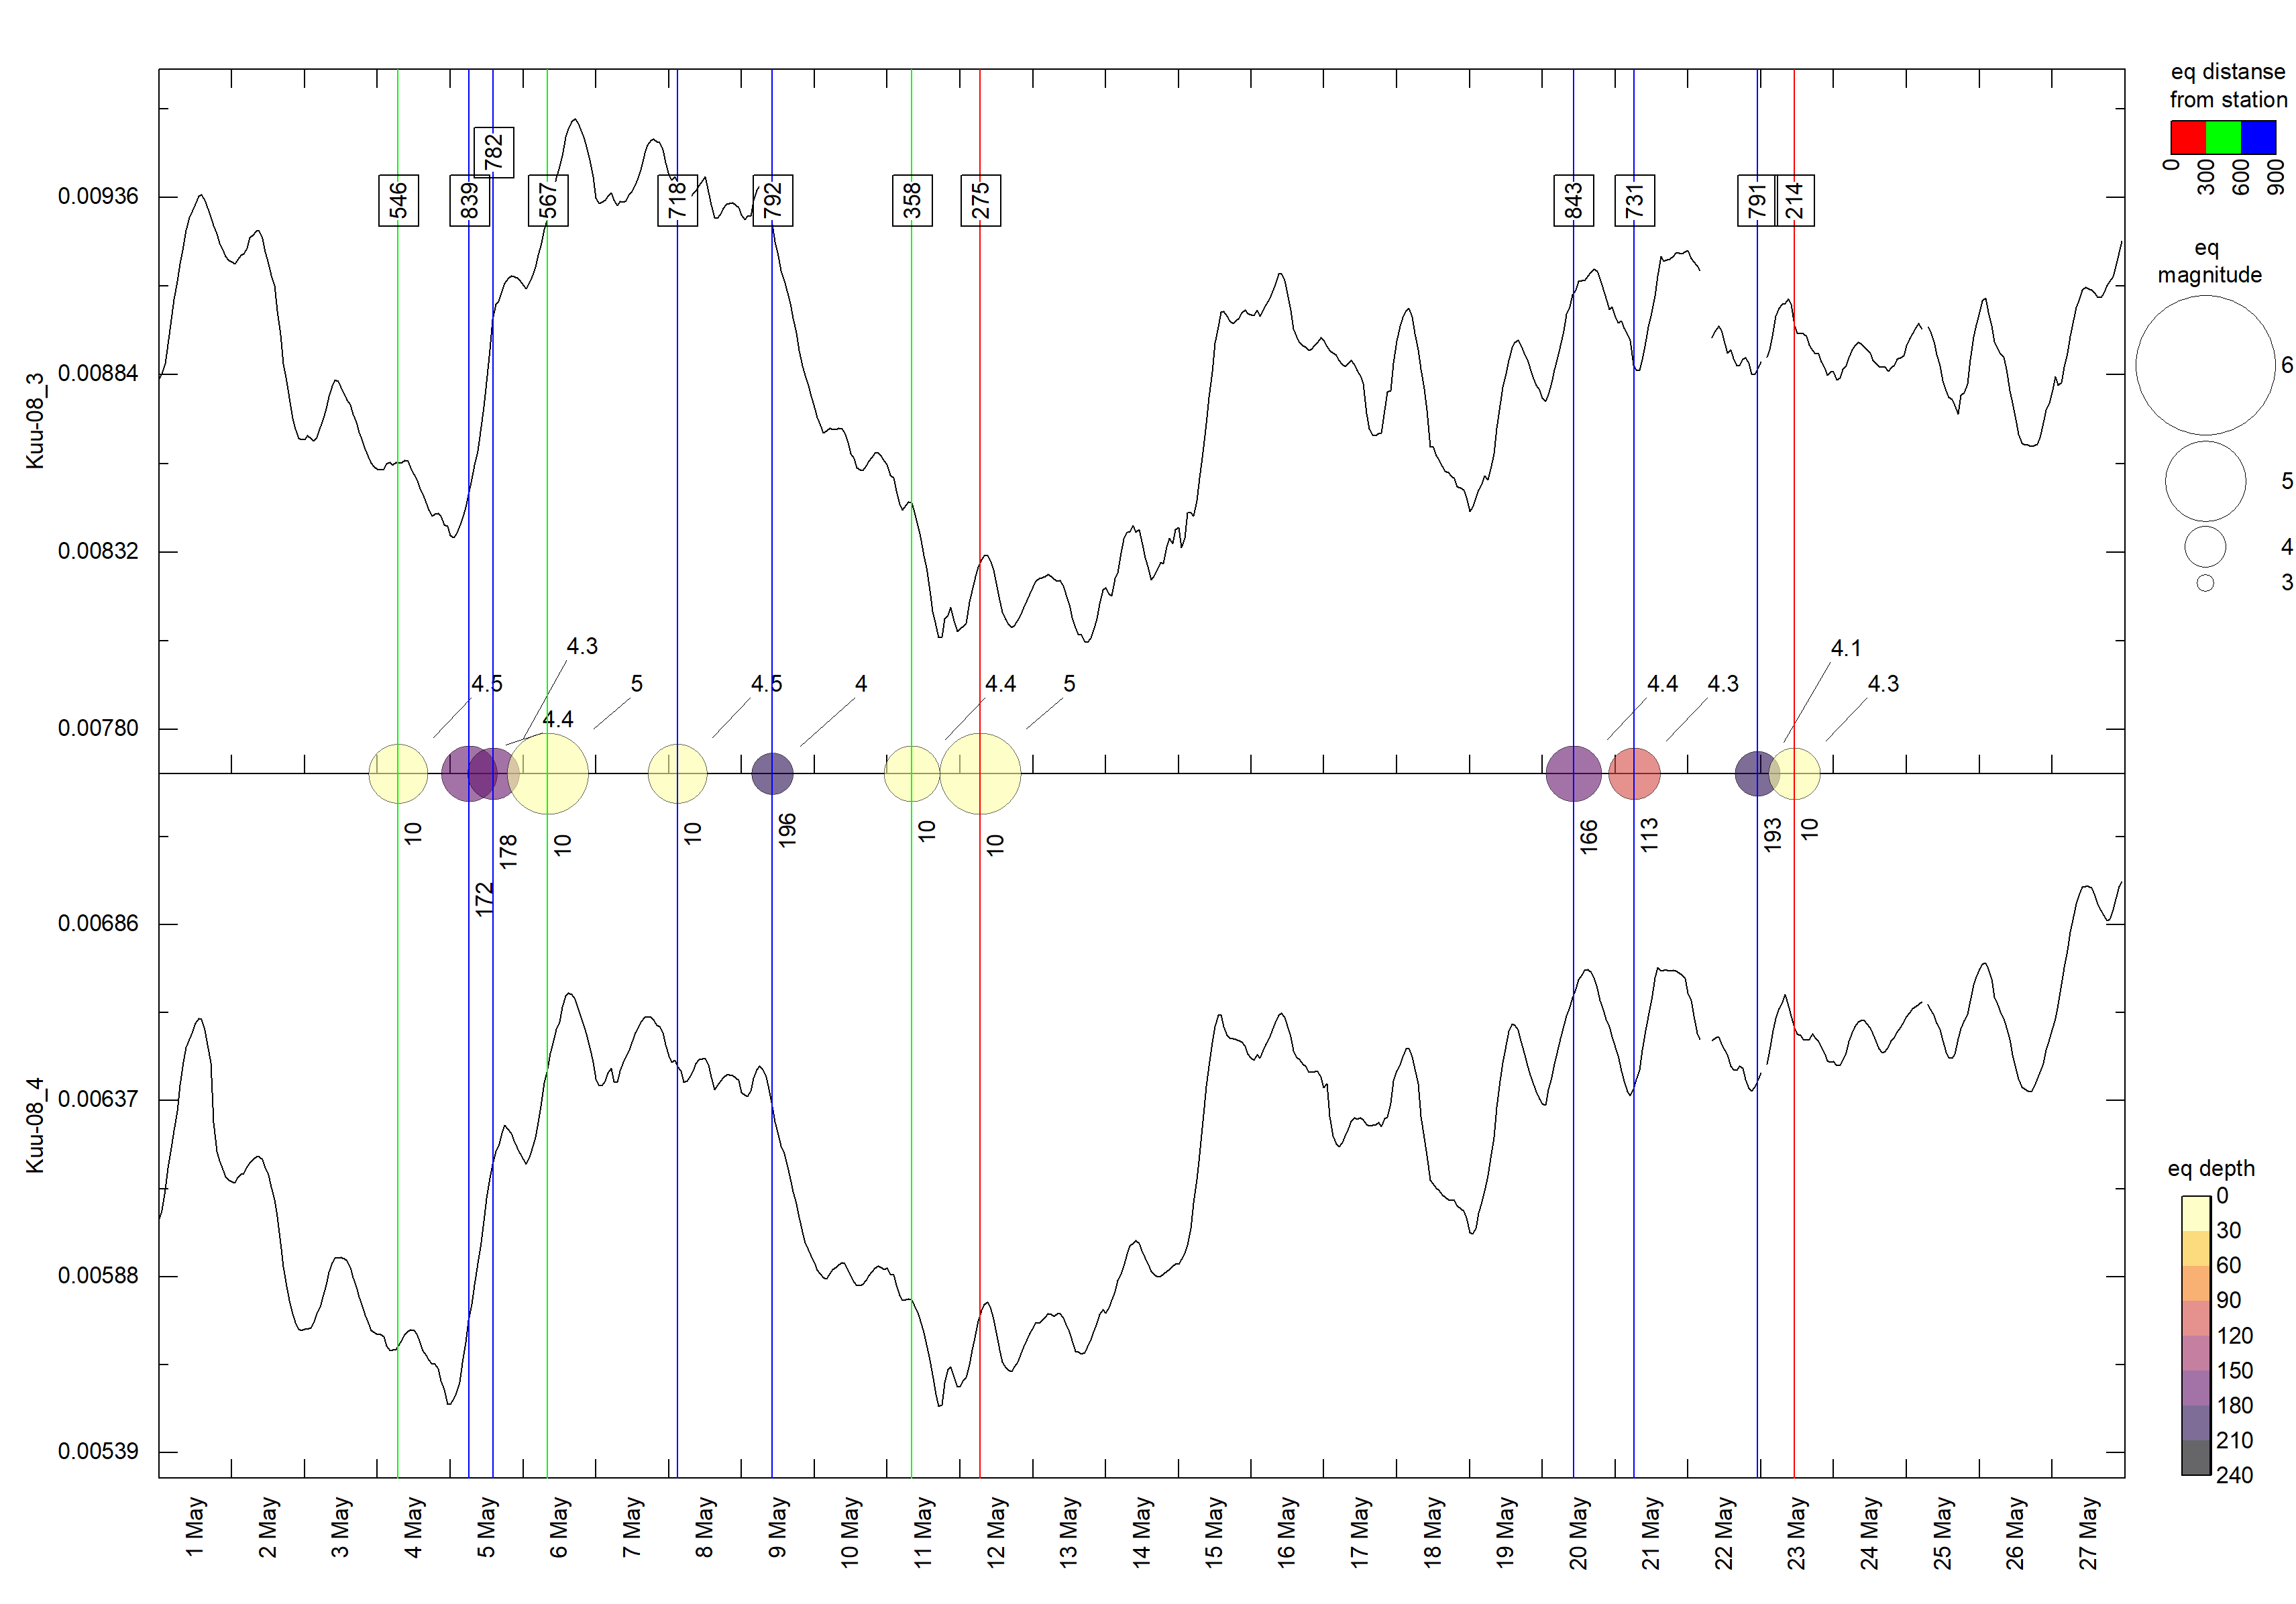 eq distanse
from station
0
300
600
900
eq
magnitude
6
5
4
3
eq depth
0
30
60
90
120
150
180
210
240
Kuu-08_3
0.00936
0.00884
0.00832
0.00780
546
839
782
567
718
792
358
275
843
731
791
214
4.5
4.3
4.4
5
4.5
4
4.4
5
4.4
4.3
4.1
4.3
10
172
178
10
10
196
10
10
166
113
193
10
Kuu-08_4
0.00686
0.00637
0.00588
0.00539
1 May
2 May
3 May
4 May
5 May
6 May
7 May
8 May
9 May
10 May
11 May
12 May
13 May
14 May
15 May
16 May
17 May
18 May
19 May
20 May
21 May
22 May
23 May
24 May
25 May
26 May
27 May